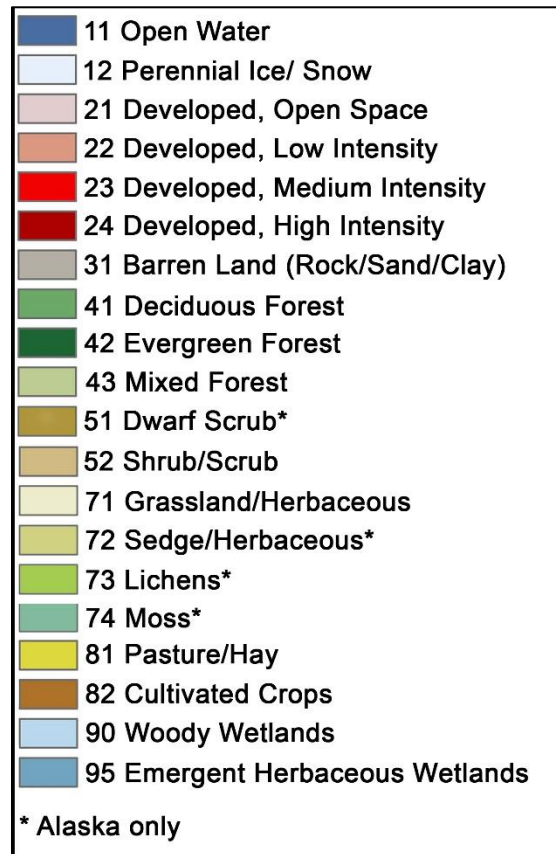 11 Open Water
12 Perennial Ice/ Snow
21 Developed, Open Space
22 Developed, Low Intensity
23 Developed, Medium Intensity
24 Developed, High Intensity
31 Barren Land (Rock/Sand/Clay)
41 Deciduous Forest
42 Evergreen Forest
43 Mixed Forest
51 Dwarf Scrub*
52 Shrub/Scrub
71 Grassland/Herbaceous
72 Sedge/Herbaceous*
73 Lichens*
74 Moss*
81 Pasture/Hay
82 Cultivated Crops
90 Woody Wetlands
95 Emergent Herbaceous Wetlands
* Alaska only